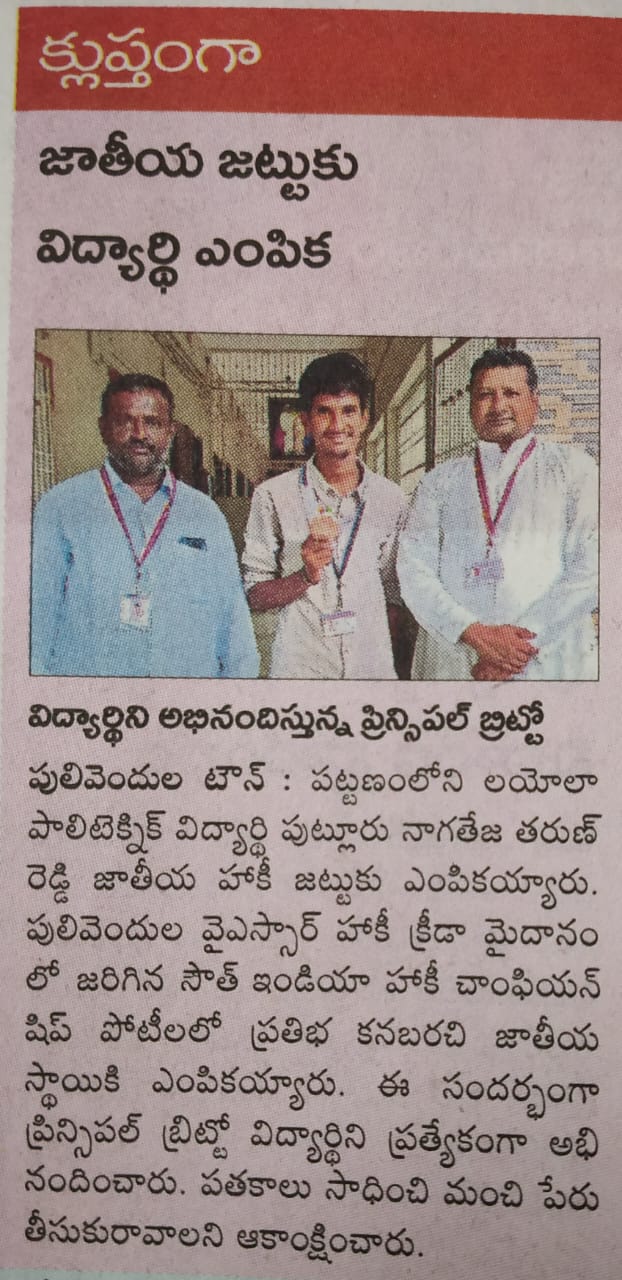 క్లుప్తంగా
జాతీయ జట్టుకు
విద్యార్థి ఎంపిక
విద్యార్థిని అభినందిస్తున్న ప్రిన్సిపల్ బ్రిట్టో
పులివెందుల టౌన్ : పట్టణంలోని లయోలా
పాలిటెక్నిక్ విద్యార్థి పుట్లూరు నాగతేజ తరుణ్
రెడ్డి జాతీయ హాకీ జట్టుకు ఎంపికయ్యారు.
పులివెందుల వైఎస్సార్ హాకీ క్రీడా మైదానం
లో జరిగిన సౌత్ ఇండియా హాకీ చాంఫియన్
షిప్ పోటీలలో ప్రతిభ కనబరచి జాతీయ
స్థాయికి ఎంపికయ్యారు. ఈ సందర్భంగా
ప్రిన్సిపల్ బ్రిట్టో విద్యార్థిని ప్రత్యేకంగా అభి
నందించారు. పతకాలు సాధించి మంచి పేరు
తీసుకురావాలని ఆకాంక్షించారు.